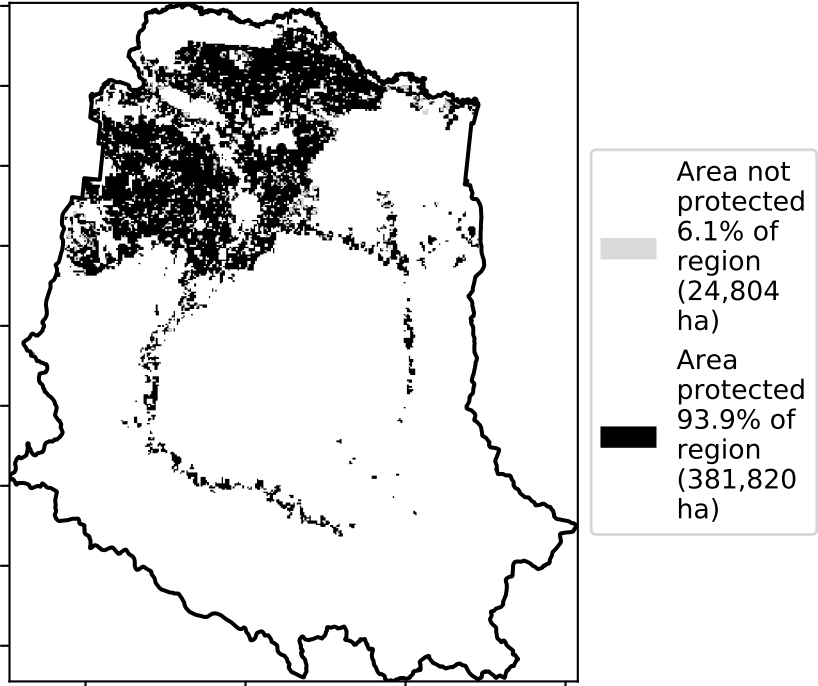 Area not
protected
6.1% of
region
(24,804
ha)
Area
protected
93.9% of
region
(381,820
ha)